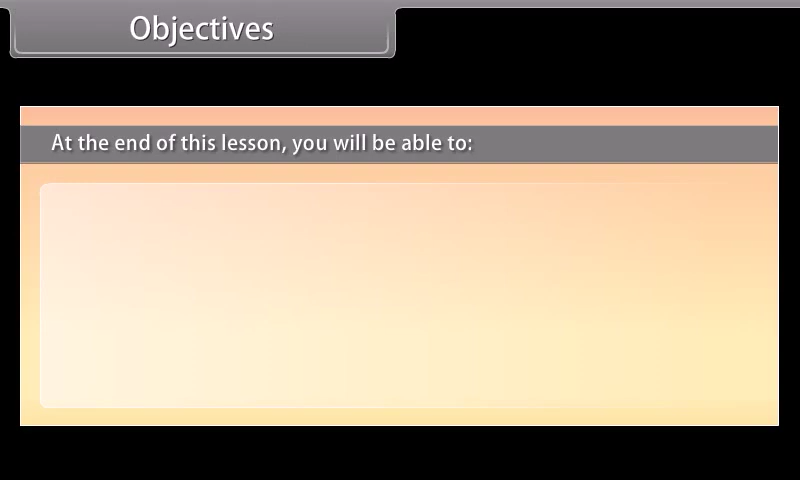 Objectives
At the end of this lesson, you will be able to: